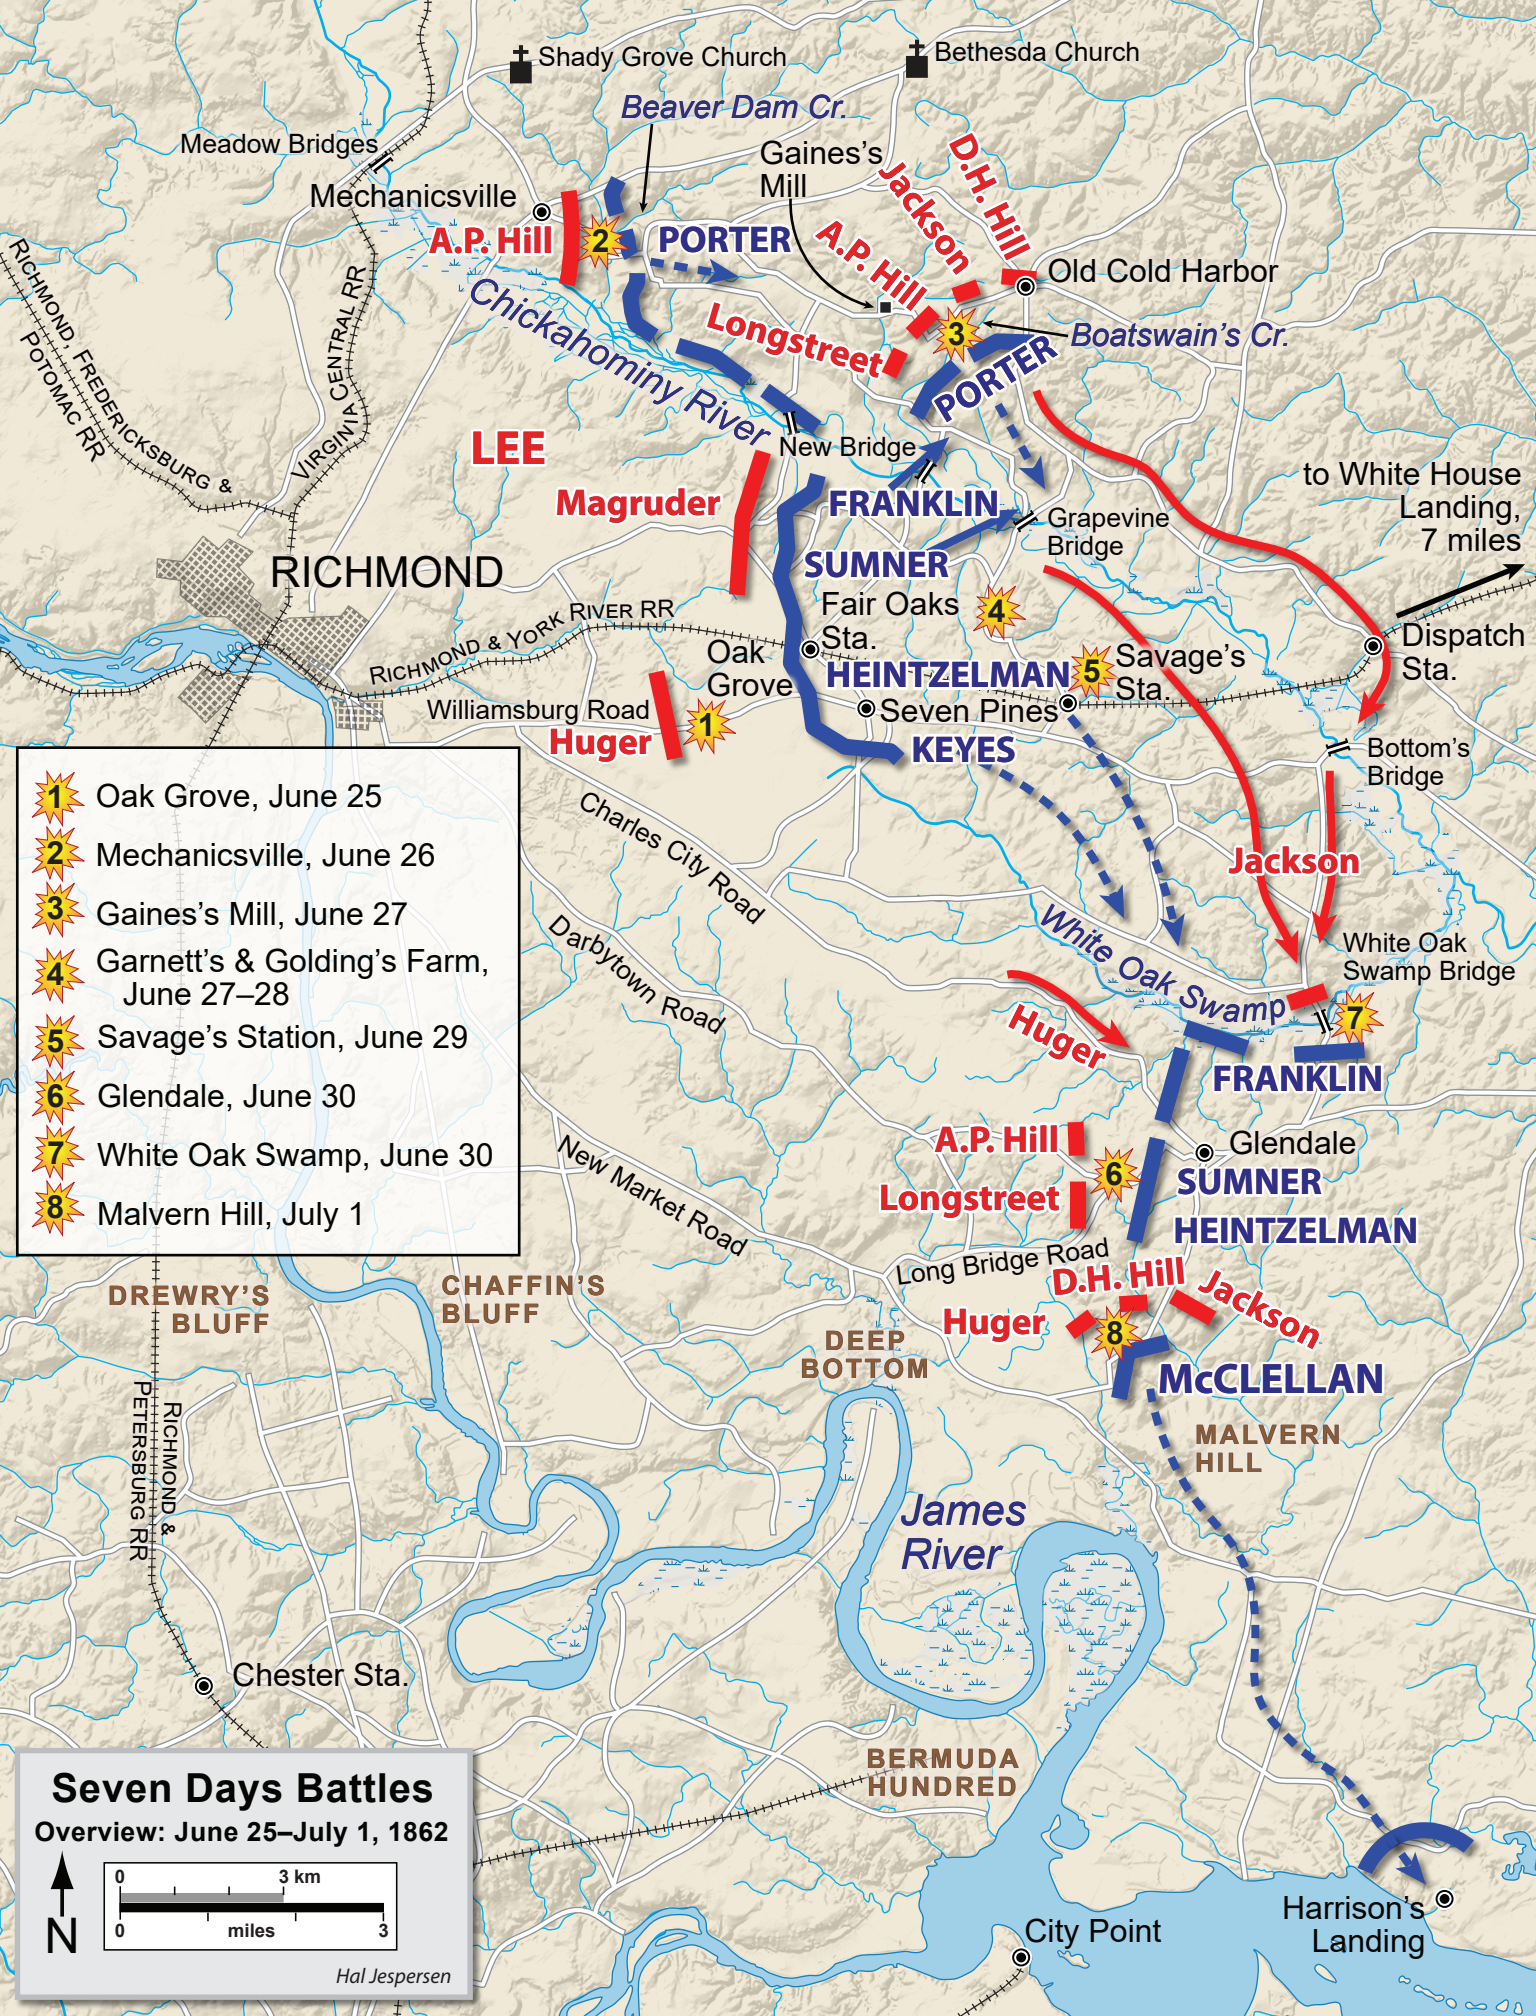 Shady Grove Church
Bethesda Church
Beaver Dam Cr.
Meadow Bridges
Gaines's
Mill
Mechanicsville
A.P. Hill
2
PORTER
Jackson
D.H. Hill
A.P. Hill
Old Cold Harbor
Longstreet
3
Boatswain's Cr.
PORTER
Chickahominy River
RICHMOND, FREDERICKSBURG &
POTOMAC RR
VIRGINIA CENTRAL RR
LEE
New Bridge
Magruder
FRANKLIN
to White House
Landing,
7 miles
Grapevine
Bridge
SUMNER
RICHMOND
Fair Oaks
Sta.
4
RICHMOND & YORK RIVER RR
Oak
Grove
HEINTZELMAN
5
Savage's
Sta.
Dispatch
Sta.
Williamsburg Road
Huger
1
Seven Pines
KEYES
Bottom's
Bridge
Charles City Road
Jackson
Darbytown Road
White Oak Swamp
White Oak
Swamp Bridge
7
Huger
FRANKLIN
1 Oak Grove, June 25
2 Mechanicsville, June 26
3 Gaines's Mill, June 27
4 Garnett's & Golding's Farm,
June 27–28
5 Savage's Station, June 29
6 Glendale, June 30
7 White Oak Swamp, June 30
8 Malvern Hill, July 1
A.P. Hill
6
Glendale
Longstreet
SUMNER
HEINTZELMAN
New Market Road
Long Bridge Road
D.H. Hill
Jackson
Huger
8
McCLELLAN
DREWRY'S
BLUFF
CHAFFIN'S
BLUFF
DEEP
BOTTOM
MALVERN
HILL
RICHMOND &
PETERSBURG RR
James
River
Chester Sta.
BERMUDA
HUNDRED
Harrison's
Landing
City Point
Seven Days Battles
Overview: June 25–July 1, 1862
0 3 km
0 miles 3
N
Hal Jespersen